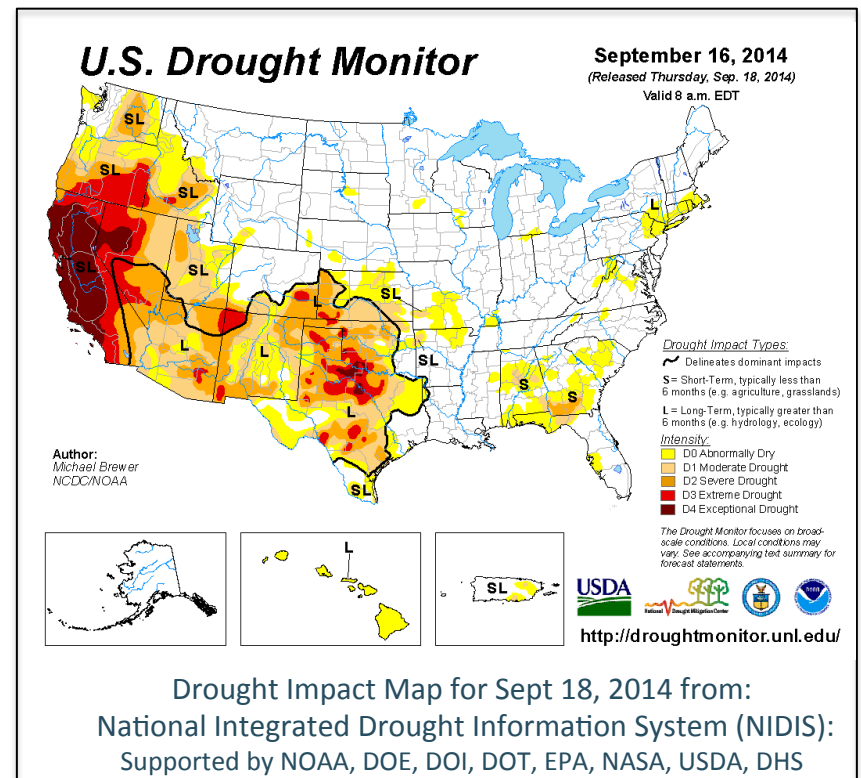 U.S. Drought Monitor
September 16, 2014
(Released Thursday, Sep. 18, 2014)
Valid 8 a.m. EDT
SL
SL
SL
SL
SL
L
SL
L
L
SL
L
SL
L
S
S
Drought Impact Types:
Delineates dominant impacts
S = Short-Term, typically less than
6 months (e.g. agriculture, grasslands)
L = Long-Term, typically greater than
6 months (e.g. hydrology, ecology)
Intensity:
D0 Abnormally Dry
D1 Moderate Drought
D2 Severe Drought
D3 Extreme Drought
D4 Exceptional Drought
Author:
Michael Brewer
NCDC/NOAA
The Drought Monitor focuses on broad-
scale conditions. Local conditions may
vary. See accompanying text summary for
forecast statements.
L
SL
USDA
National Drought Mitigation Center
noaa
http://droughtmonitor.unl.edu/
Drought Impact Map for Sept 18, 2014 from:
National Integrated Drought Information System (NIDIS):
Supported by NOAA, DOE, DOI, DOT, EPA, NASA, USDA, DHS